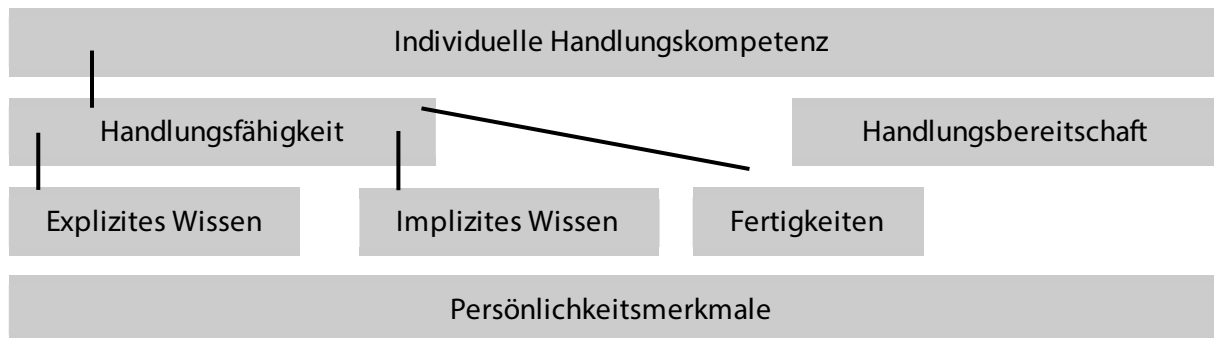 Individuelle Handlungskompetenz
Handlungsfähigkeit
Handlungsbereitschaft
Explizites Wissen
Implizites Wissen
Fertigkeiten
Persönlichkeitsmerkmale